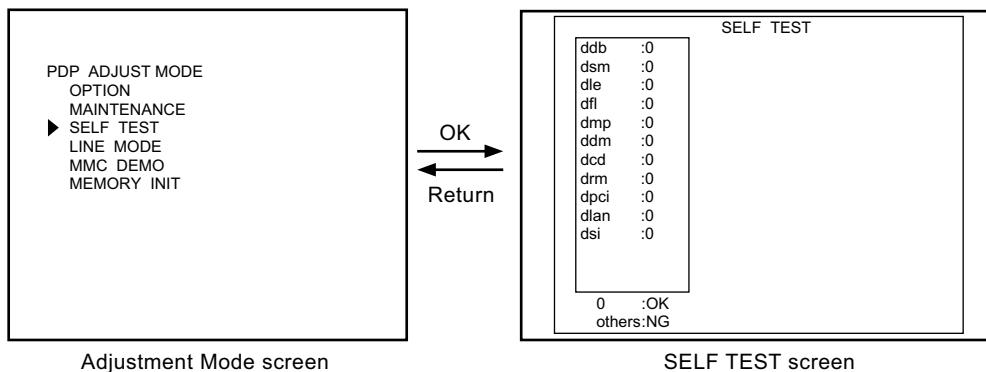 PDP ADJUST MODE
OPTION
MAINTENANCE
SELF TEST
LINE MODE
MMC DEMO
MEMORY INIT
Adjustment Mode screen
OK
Return
SELF TEST
ddb :0
dsm :0
dle :0
dfl :0
dmp :0
ddm :0
dcd :0
drm :0
dpci :0
dlan :0
dsi :0
0 :OK
others:NG
SELF TEST screen